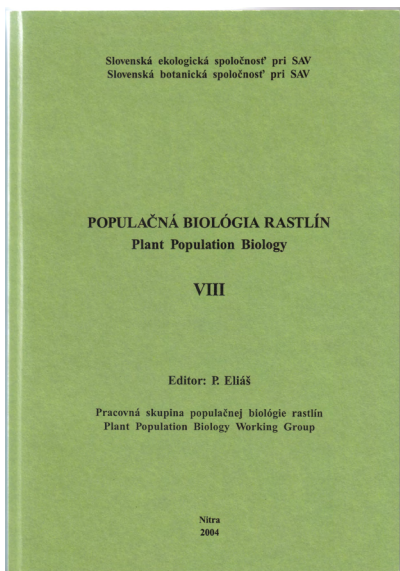 Slovenská ekologická spoločnosť pri SAV
Slovenská botanická spoločnosť pri SAV
POPULAČNÁ BIOLÓGIA RASTLÍN
Plant Population Biology
VIII
Editor: P. Eliáš
Pracovná skupina populačnej biológie rastlín
Plant Population Biology Working Group
Nitra
2004